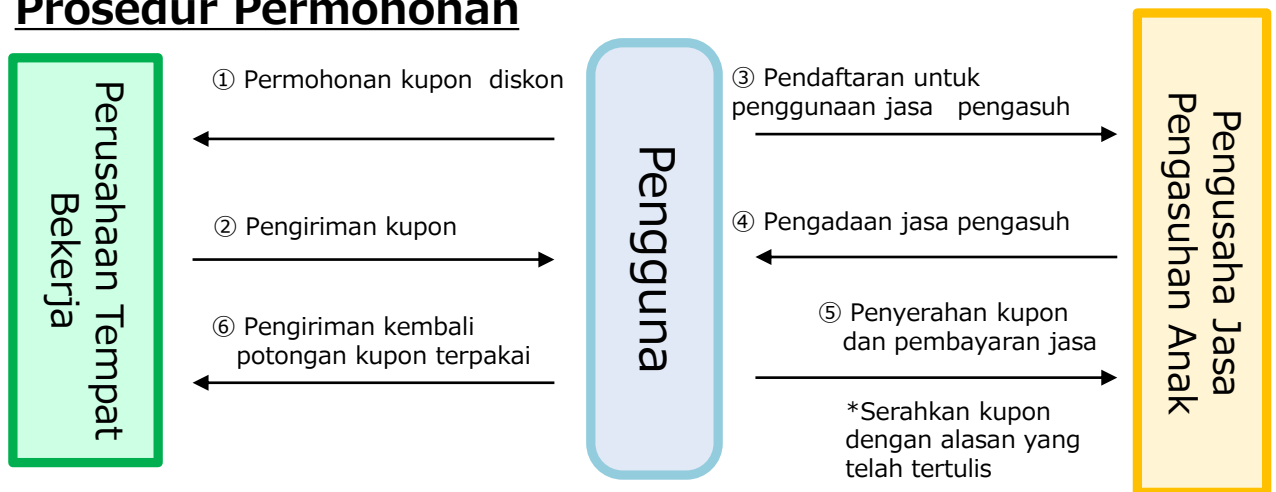 Prosedur Permohonan
Perusahaan Tempat
Bekerja
① Permohonan kupon diskon
② Pengiriman kupon
⑥ Pengiriman kembali
potongan kupon terpakai
Pengguna
③ Pendaftaran untuk
penggunaan jasa pengasuh
④ Pengadaan jasa pengasuh
⑤ Penyerahan kupon
dan pembayaran jasa
*Serahkan kupon
dengan alasan yang
telah tertulis
Pengusaha Jasa
Pengasuhan Anak